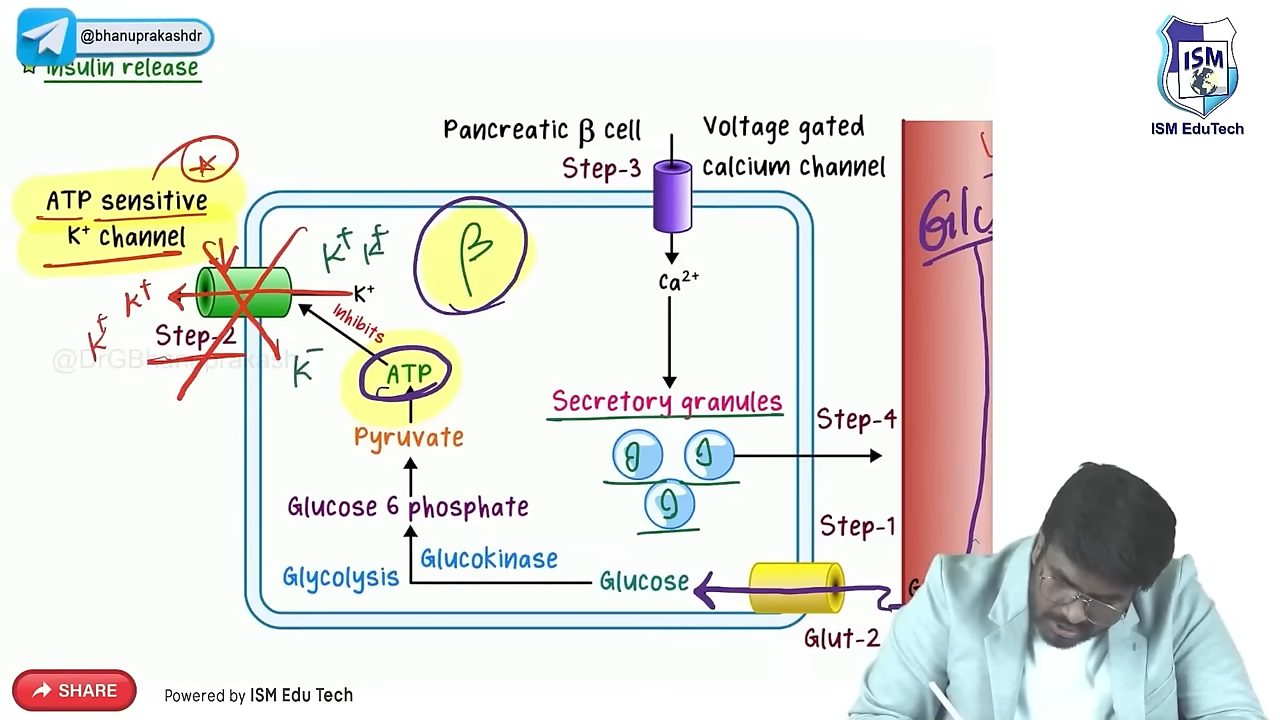 @bhanuprakashdr
☆ Insulin release
ISM
ISM EduTech
Pancreatic β cell
Step-3
Voltage gated
calcium channel
ATP sensitive
K⁺ channel
β
K⁺ K⁺
K⁺
K⁺
K⁺
Step-2
@DrGBhanuprakash
Inhibits
K⁻
ATP
Ca²⁺
Glu
Secretory granules
Pyruvate
Step-4
Glucose 6 phosphate
Step-1
Glucokinase
Glycolysis
Glucose
Glut-2
SHARE
Powered by ISM Edu Tech